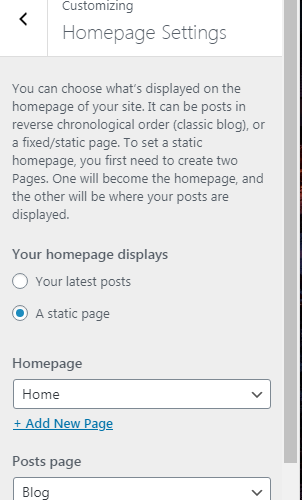 Customizing
Homepage Settings
You can choose what's displayed on the
homepage of your site. It can be posts in
reverse chronological order (classic blog), or
a fixed/static page. To set a static
homepage, you first need to create two
Pages. One will become the homepage, and
the other will be where your posts are
displayed.
Your homepage displays
Your latest posts
A static page
Homepage
Home
+ Add New Page
Posts page
Blog